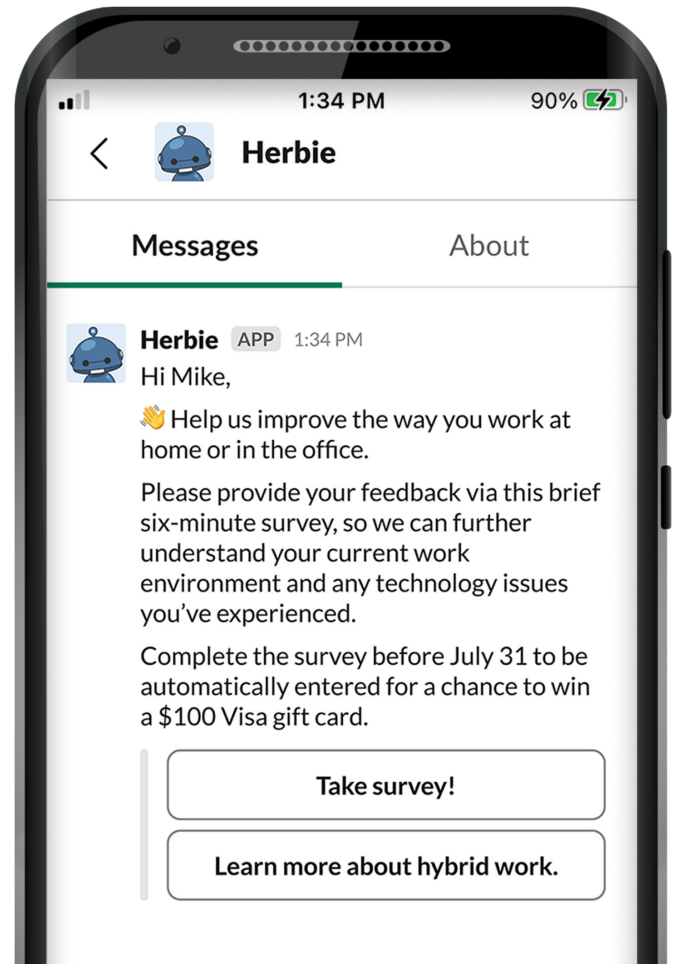 1:34 PM
90%
Herbie
Messages
About
Herbie APP 1:34 PM
Hi Mike,
👋 Help us improve the way you work at
home or in the office.
Please provide your feedback via this brief
six-minute survey, so we can further
understand your current work
environment and any technology issues
you’ve experienced.
Complete the survey before July 31 to be
automatically entered for a chance to win
a $100 Visa gift card.
Take survey!
Learn more about hybrid work.